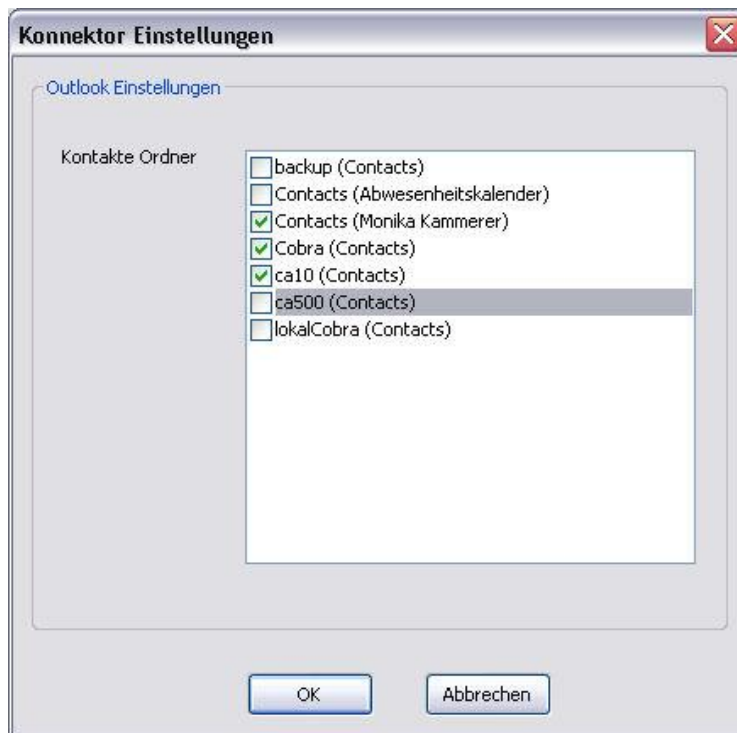 Konnektor Einstellungen
Outlook Einstellungen
Kontakte Ordner
backup (Contacts)
Contacts (Abwesenheitskalender)
Contacts (Monika Kammerer)
Cobra (Contacts)
ca10 (Contacts)
ca500 (Contacts)
lokalCobra (Contacts)
OK
Abbrechen